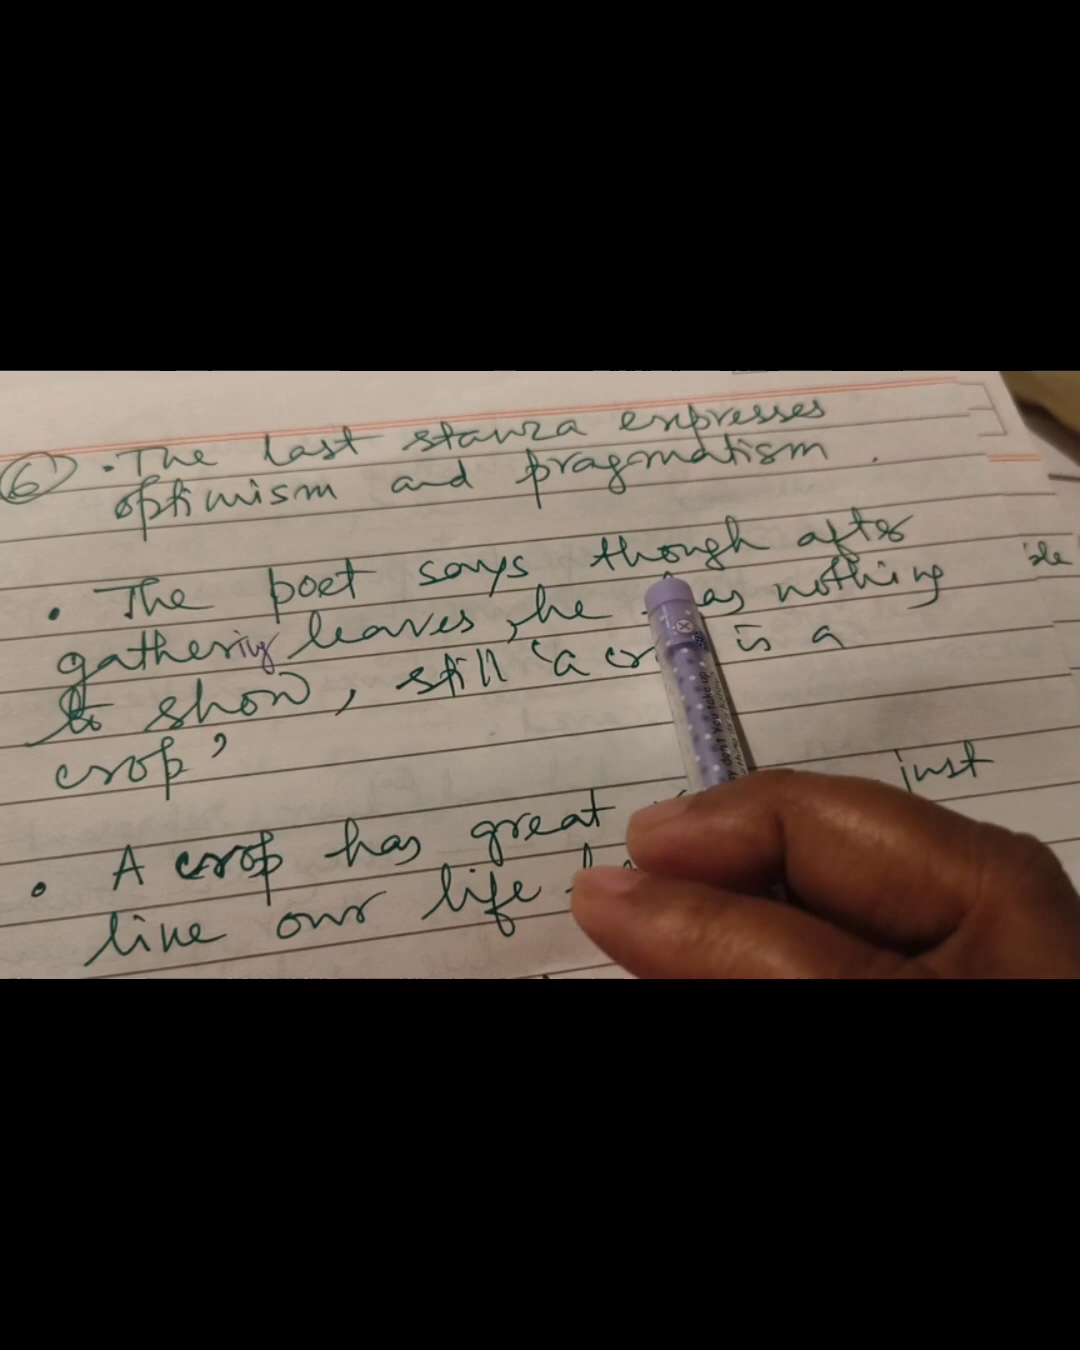 6 • The last stanza expresses
optimism and pragmatism.
• The poet says though after
gathering leaves, he has nothing
to show, still 'a crop is a
crop'
• A crop has great just
like our life